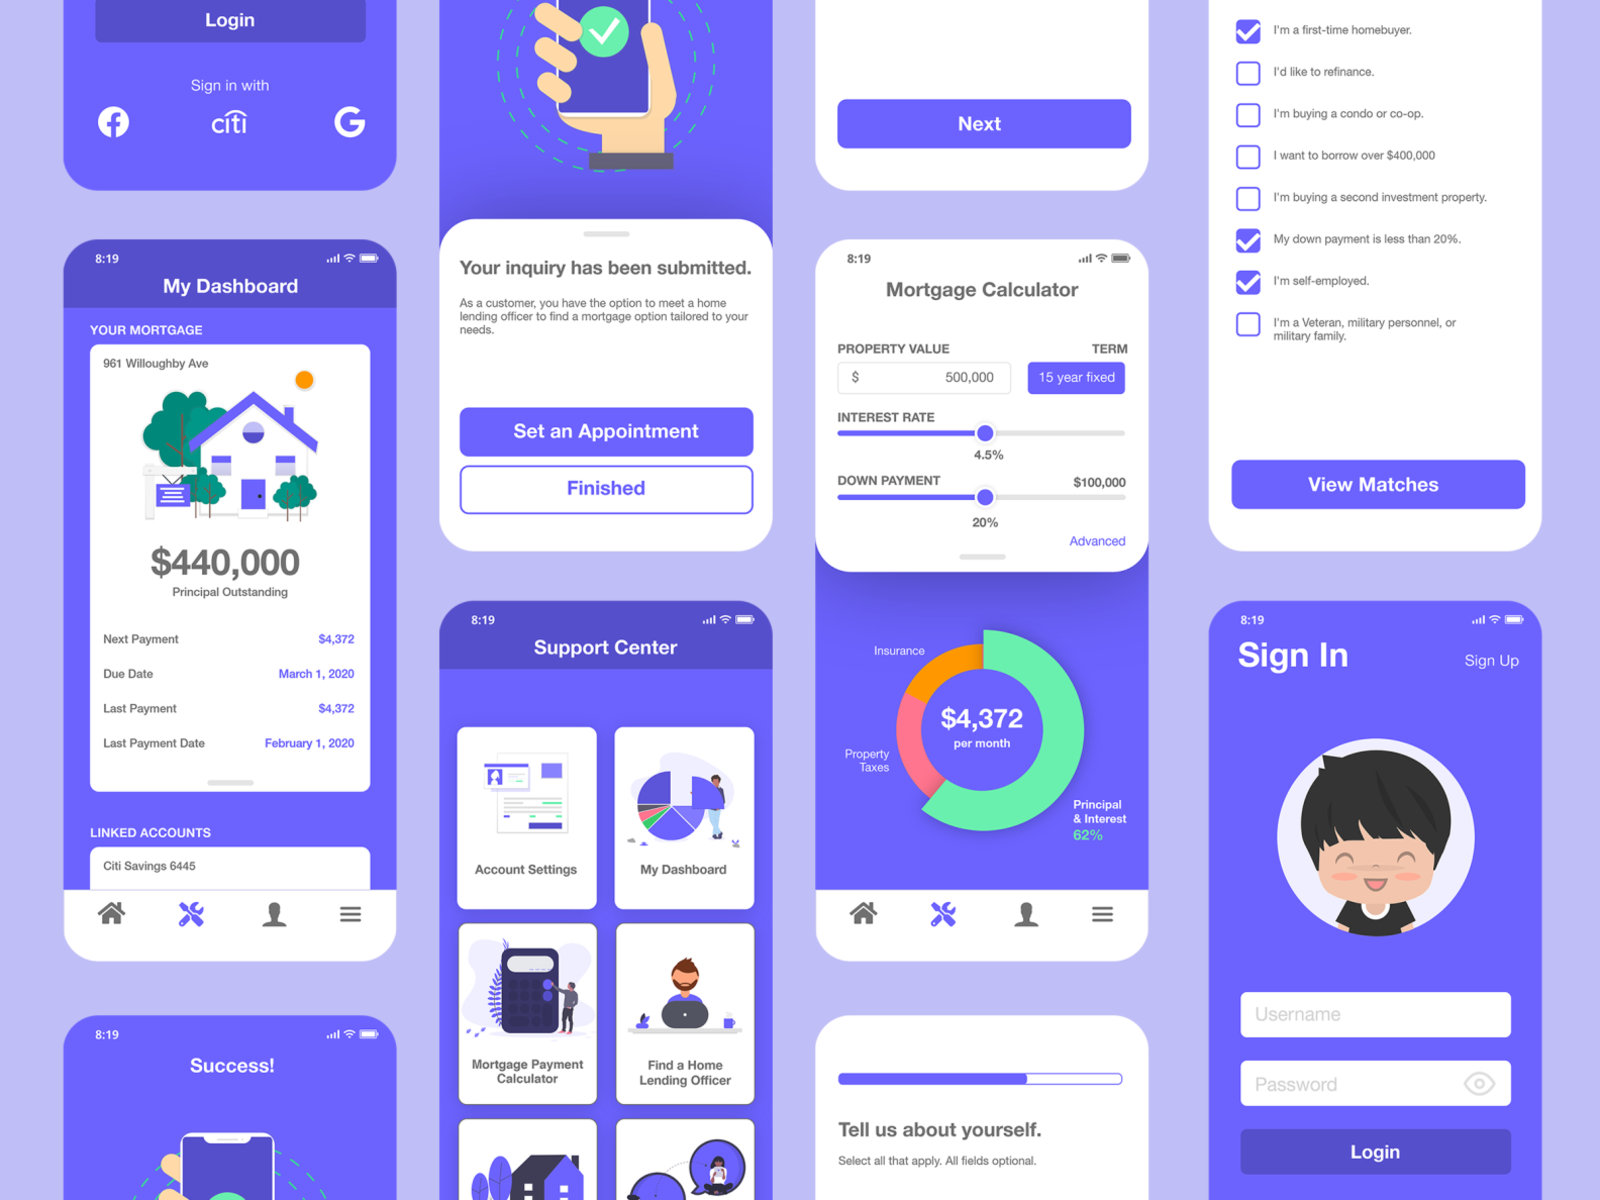 Login
Sign in with
citi
8:19
My Dashboard
YOUR MORTGAGE
961 Willoughby Ave
$440,000
Principal Outstanding
Next Payment $4,372
Due Date March 1, 2020
Last Payment $4,372
Last Payment Date February 1, 2020
LINKED ACCOUNTS
Citi Savings 6445
8:19
Success!
Your inquiry has been submitted.
As a customer, you have the option to meet a home
lending officer to find a mortgage option tailored to your
needs.
Set an Appointment
Finished
8:19
Support Center
Account Settings
My Dashboard
Mortgage Payment
Calculator
Find a Home
Lending Officer
Next
8:19
Mortgage Calculator
PROPERTY VALUE TERM
$ 500,000 15 year fixed
INTEREST RATE
4.5%
DOWN PAYMENT $100,000
20%
Advanced
Insurance
$4,372
per month
Property
Taxes
Principal
& Interest
62%
Tell us about yourself.
Select all that apply. All fields optional.
I'm a first-time homebuyer.
I'd like to refinance.
I'm buying a condo or co-op.
I want to borrow over $400,000
I'm buying a second investment property.
My down payment is less than 20%.
I'm self-employed.
I'm a Veteran, military personnel, or
military family.
View Matches
8:19
Sign In Sign Up
Username
Password
Login